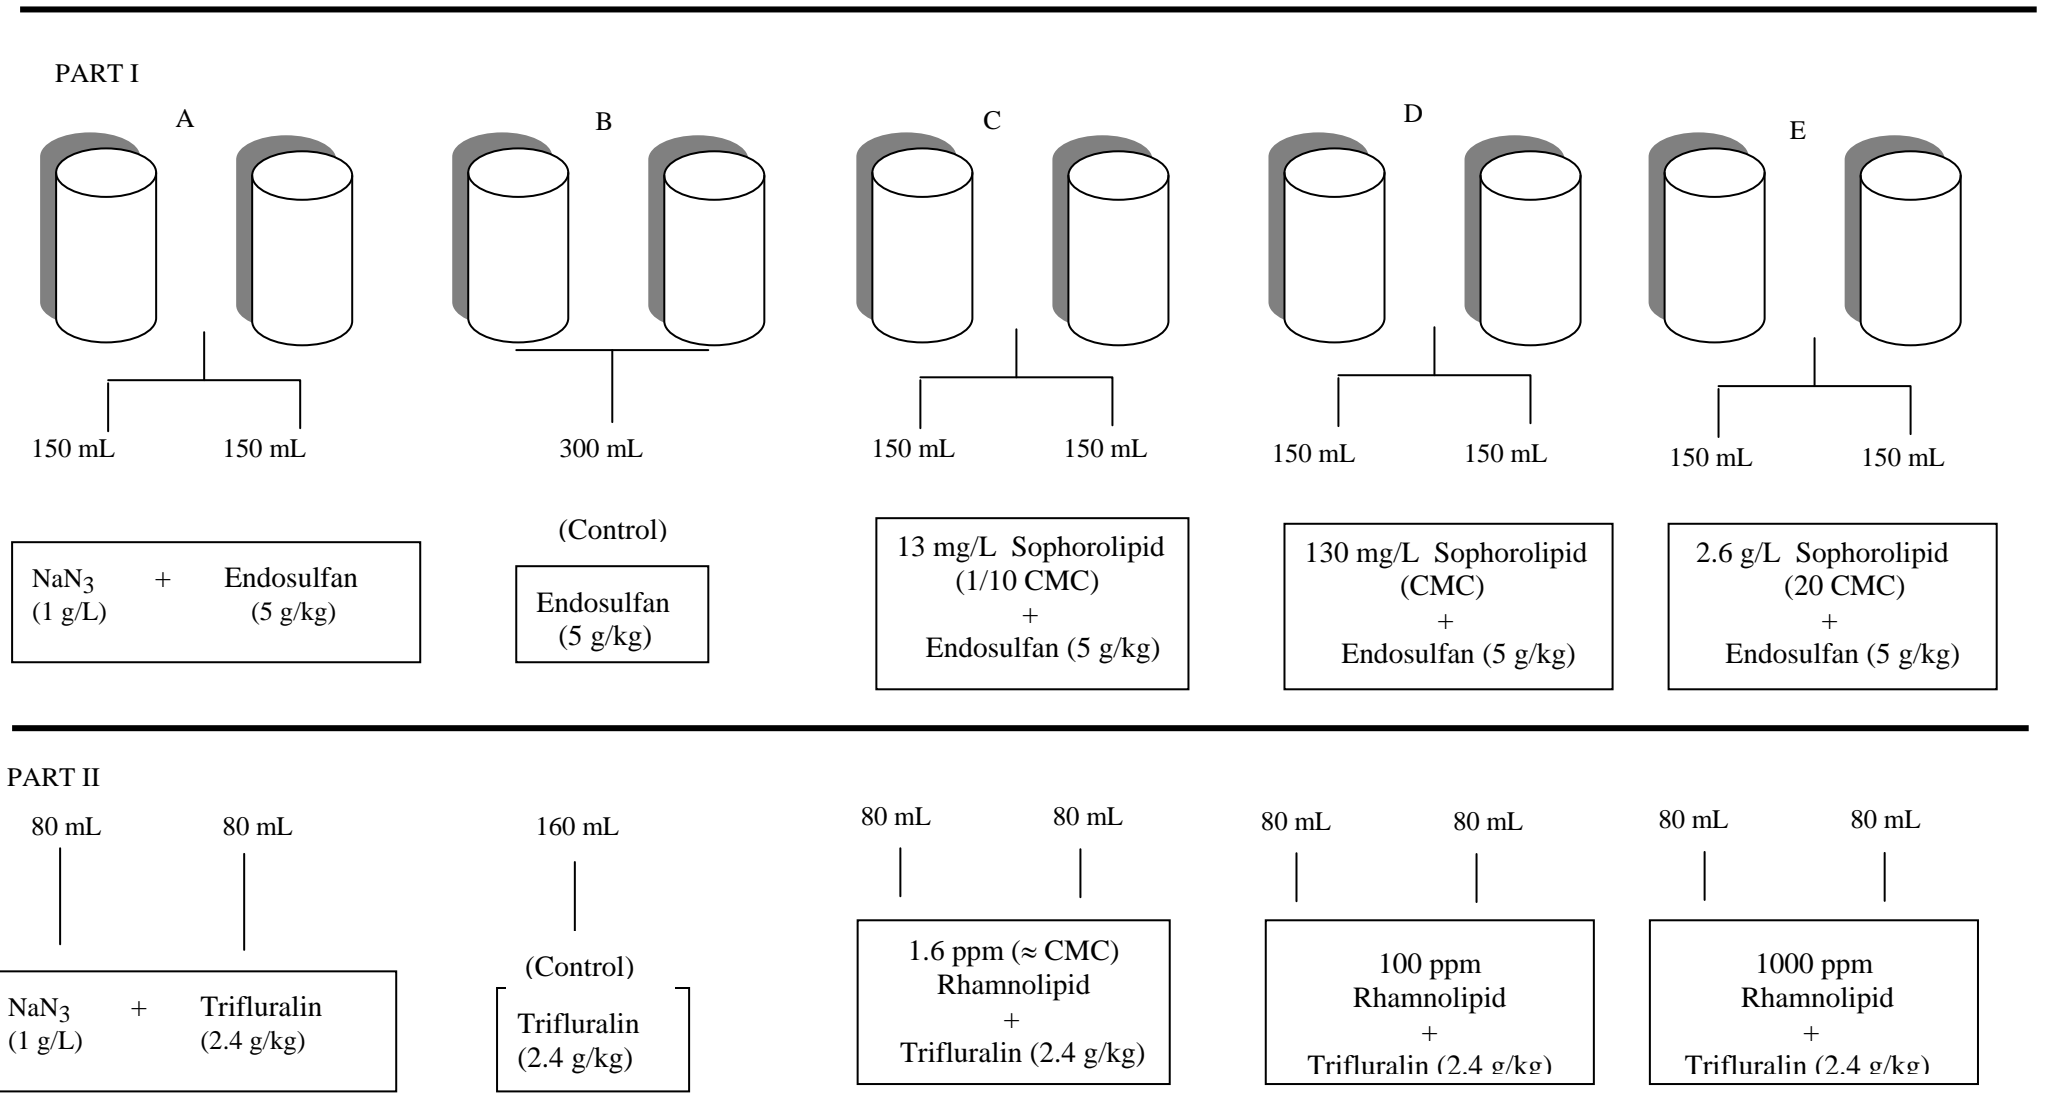 PART I
A
B
C
D
E
150 mL 150 mL
300 mL
150 mL 150 mL
150 mL 150 mL
150 mL 150 mL
NaN3 + Endosulfan
(1 g/L) (5 g/kg)
(Control)
Endosulfan
(5 g/kg)
13 mg/L Sophorolipid
(1/10 CMC)
+
Endosulfan (5 g/kg)
130 mg/L Sophorolipid
(CMC)
+
Endosulfan (5 g/kg)
2.6 g/L Sophorolipid
(20 CMC)
+
Endosulfan (5 g/kg)
PART II
80 mL 80 mL
160 mL
80 mL 80 mL
80 mL 80 mL
80 mL 80 mL
NaN3 + Trifluralin
(1 g/L) (2.4 g/kg)
(Control)
Trifluralin
(2.4 g/kg)
1.6 ppm (≈ CMC)
Rhamnolipid
+
Trifluralin (2.4 g/kg)
100 ppm
Rhamnolipid
+
Trifluralin (2.4 g/kg)
1000 ppm
Rhamnolipid
+
Trifluralin (2.4 g/kg)